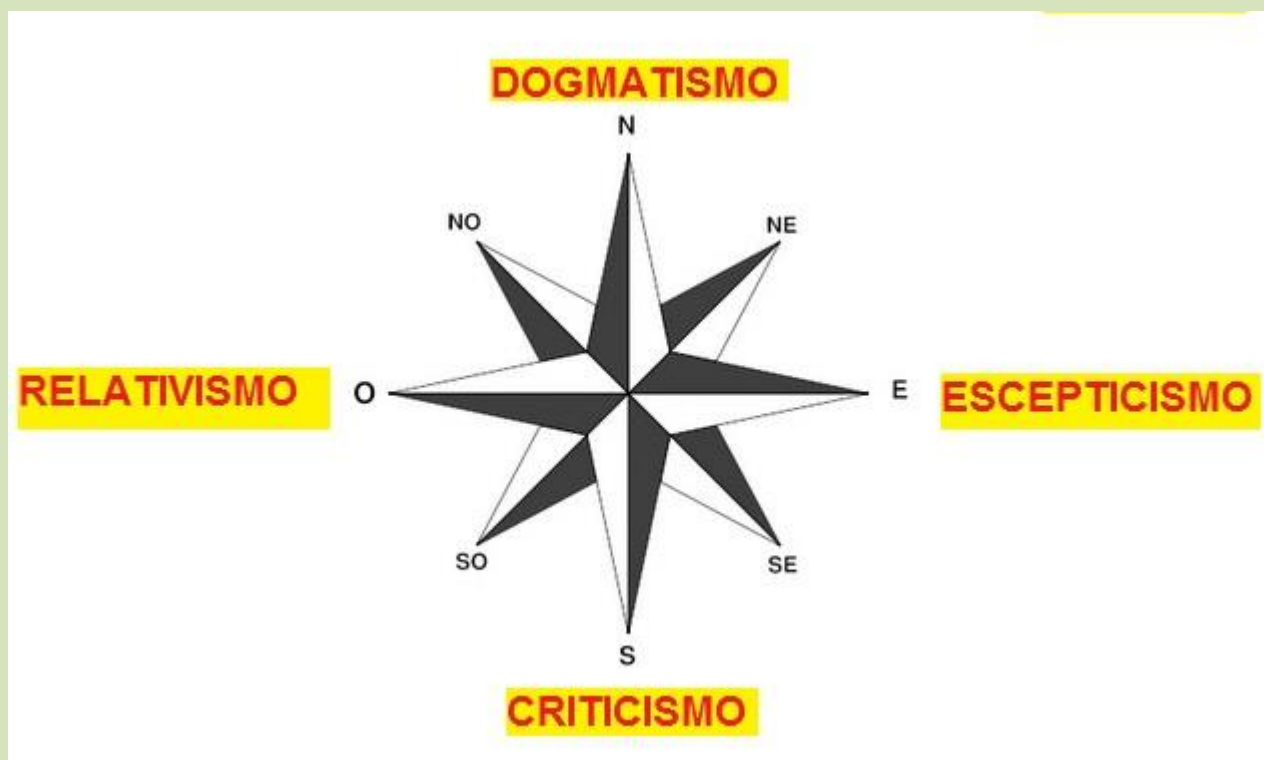 DOGMATISMO
N
NO
NE
RELATIVISMO
O
E
ESCEPTICISMO
SO
SE
S
CRITICISMO